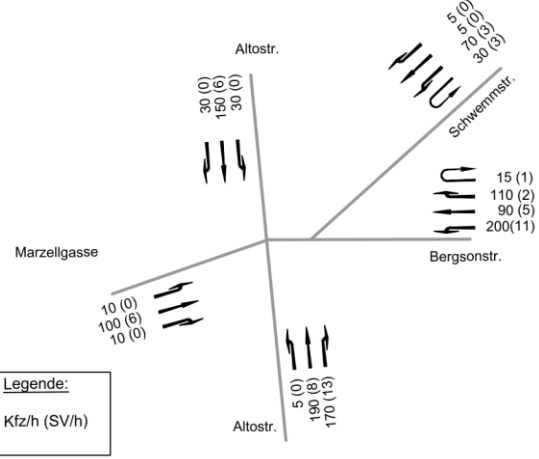 Altostr.
5 (0)
5 (0)
70 (3)
30 (3)
Schwemmstr.
30 (0)
150 (6)
30 (0)
15 (1)
110 (2)
90 (5)
200(11)
Marzellgasse
Bergsonstr.
10 (0)
100 (6)
10 (0)
5 (0)
190 (8)
170 (13)
Altostr.
Legende:
Kfz/h (SV/h)